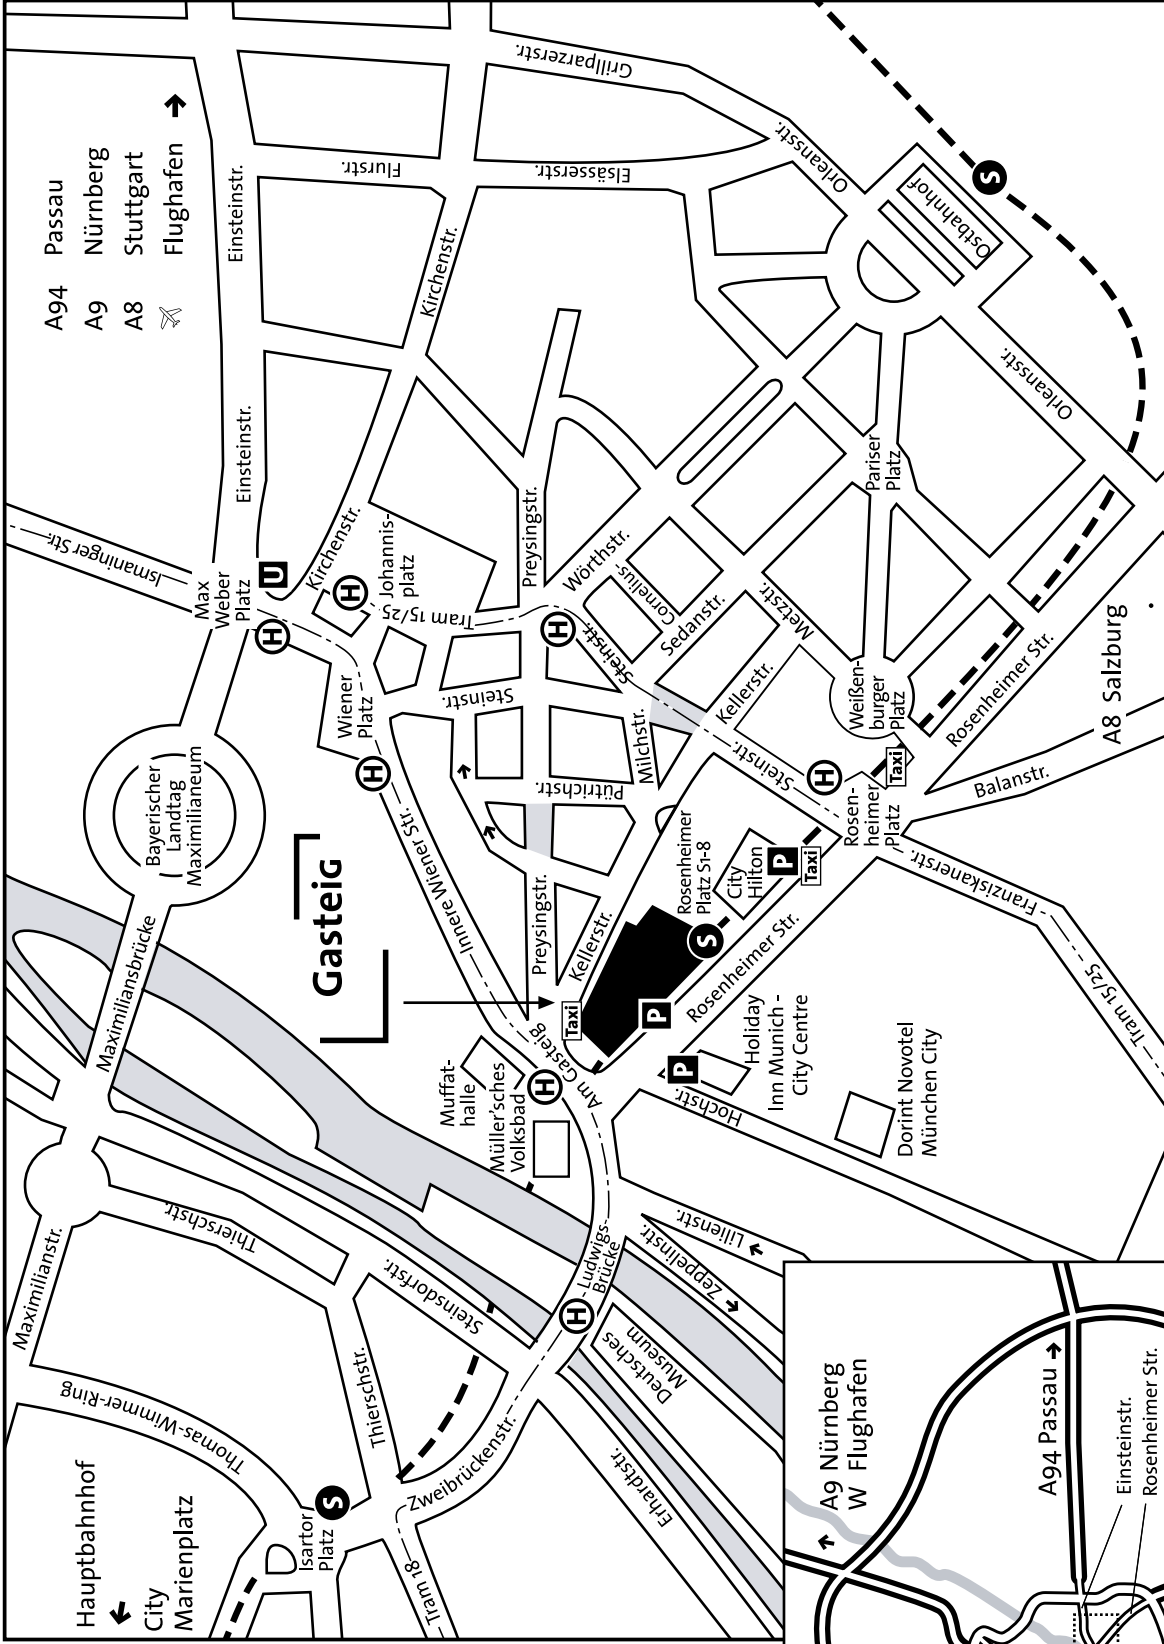 Hauptbahnhof
City
Marienplatz
A94 Passau
A9 Nürnberg
A8 Stuttgart
Flughafen
Maximilianstr.
Thomas-Wimmer-Ring
Thierschstr.
Thierschstr.
Steinsdorfstr.
Isartor
Platz
S
Zweibrückenstr.
Tram 18
Erhardtstr.
Deutsches
Museum
H
Ludwigs-
Brücke
Zeppelinstr.
Lilienstr.
Maximiliansbrücke
Bayerischer
Landtag
Maximilianeum
Gasteig
Muffat-
halle
Müller'sches
Volksbad
H
Am Gasteig
Innere Wiener Str.
H
Wiener
Platz
Max
Weber
Platz
U
H
Ismaninger Str.
Einsteinstr.
Einsteinstr.
Kirchenstr.
Kirchenstr.
H
Johannis-
platz
Tram 15/25
Flurstr.
Elsässerstr.
Grillparzerstr.
Orleansstr.
Ostbahnhof
S
Orleansstr.
Preysingstr.
Preysingstr.
Wörthstr.
H
Cornelius-
Steinstr.
Steinstr.
Steinstr.
Sedanstr.
Metzstr.
Pariser
Platz
Milchstr.
Pütrichstr.
Kellerstr.
Kellerstr.
Weißen-
burger
Platz
Taxi
P
S
Rosenheimer
Platz S1-8
City
Hilton
P
Taxi
H
Rosen-
heimer
Platz
Taxi
Rosenheimer Str.
Rosenheimer Str.
A8 Salzburg
Balanstr.
Franziskanerstr.
Tram 15/25
P
Hochstr.
Holiday
Inn Munich -
City Centre
Dorint Novotel
München City
A9 Nürnberg
W Flughafen
A94 Passau
Einsteinstr.
Rosenheimer Str.